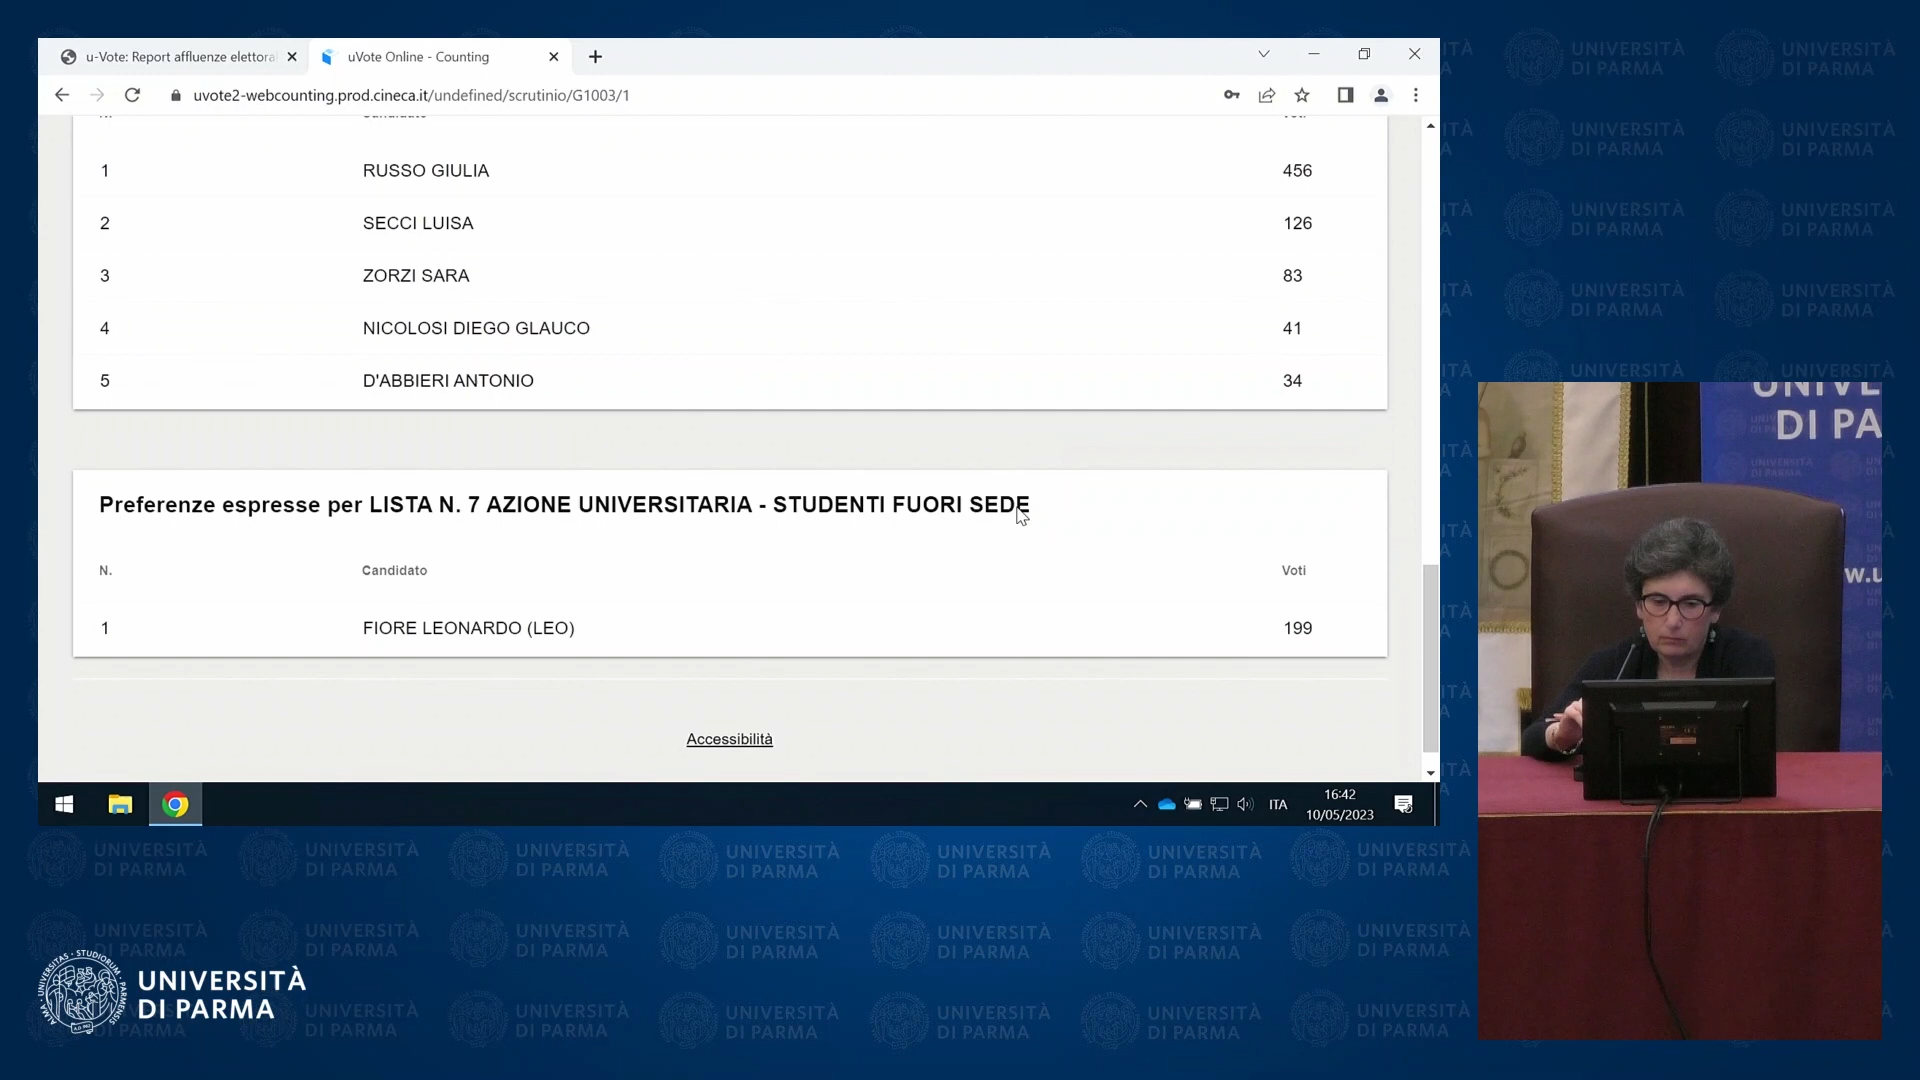 u-Vote: Report affluenze elettoral
uVote Online - Counting
uvote2-webcounting.prod.cineca.it/undefined/scrutinio/G1003/1
1 RUSSO GIULIA 456
2 SECCI LUISA 126
3 ZORZI SARA 83
4 NICOLOSI DIEGO GLAUCO 41
5 D'ABBIERI ANTONIO 34
Preferenze espresse per LISTA N. 7 AZIONE UNIVERSITARIA - STUDENTI FUORI SEDE
N. Candidato Voti
1 FIORE LEONARDO (LEO) 199
Accessibilità
ITA
16:42
10/05/2023
UNIVE
DI PA
w.u
UNIVERSITÀ
DI PARMA